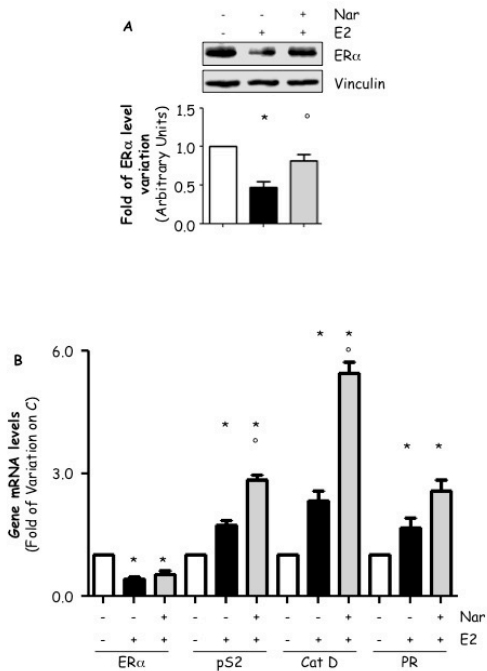 - - + Nar
A - + + E2
ERα
Vinculin
* °
1.5
1.0
0.5
0.0
Fold of ERα level
variation
(Arbitrary Units)
- - +
- + +
B
6.0
3.0
0.0
Gene mRNA levels
(Fold of Variation on C)
* *
* * * *
° °
* *
* *
- - + - - + - - + - - + Nar
- + + - + + - + + - + + E2
ERα pS2 Cat D PR